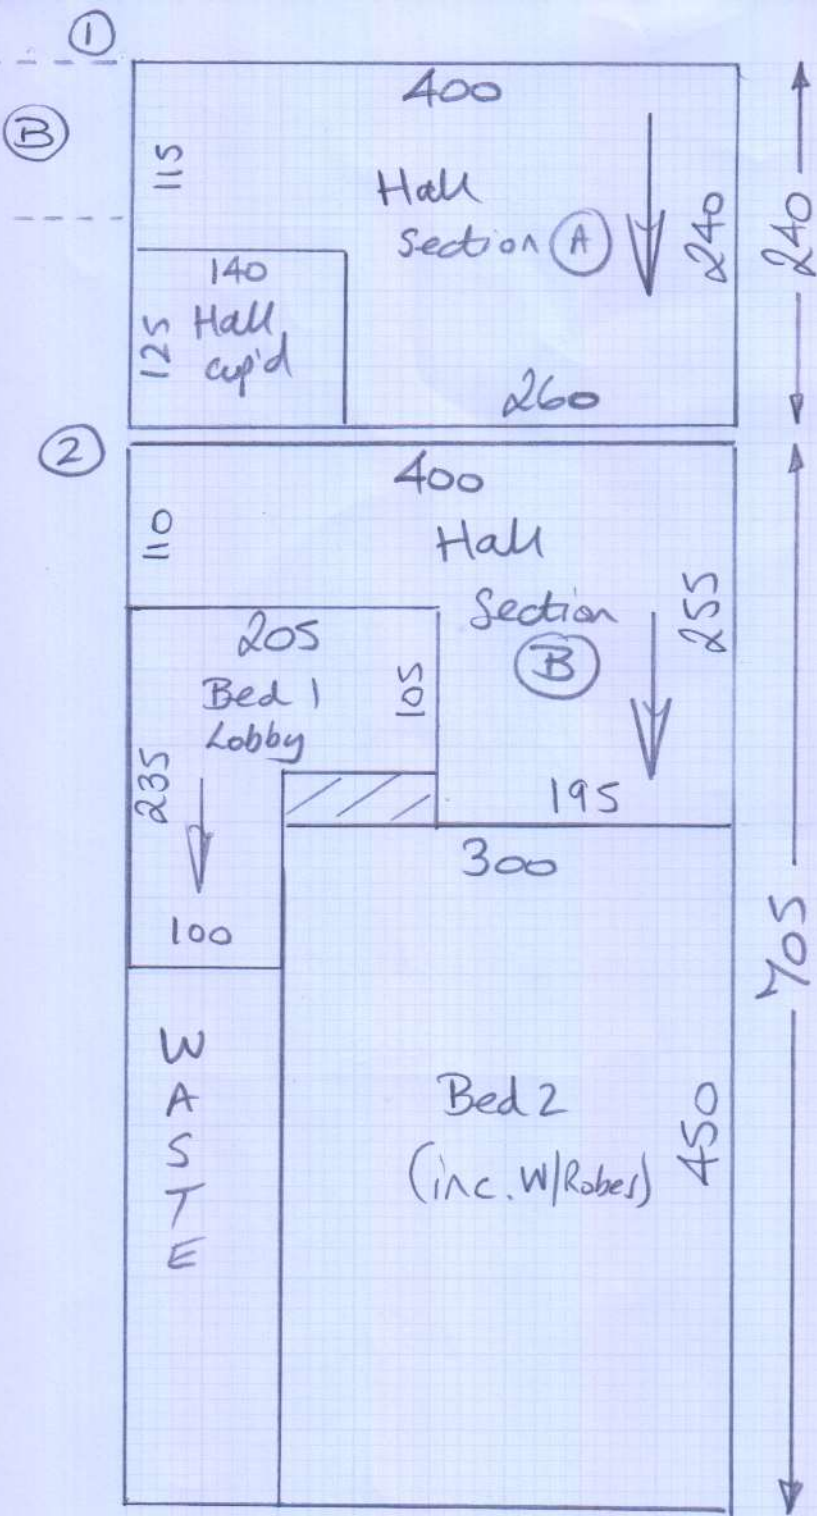 ①
400
Ⓑ
115
Hall
Section Ⓐ
240
240
140
Hall
cup'd
125
260
②
400
110
Hall
Section
Ⓑ
255
205
Bed 1
Lobby
105
235
195
300
100
705
WASTE
Bed 2
(inc. W/Robes)
450